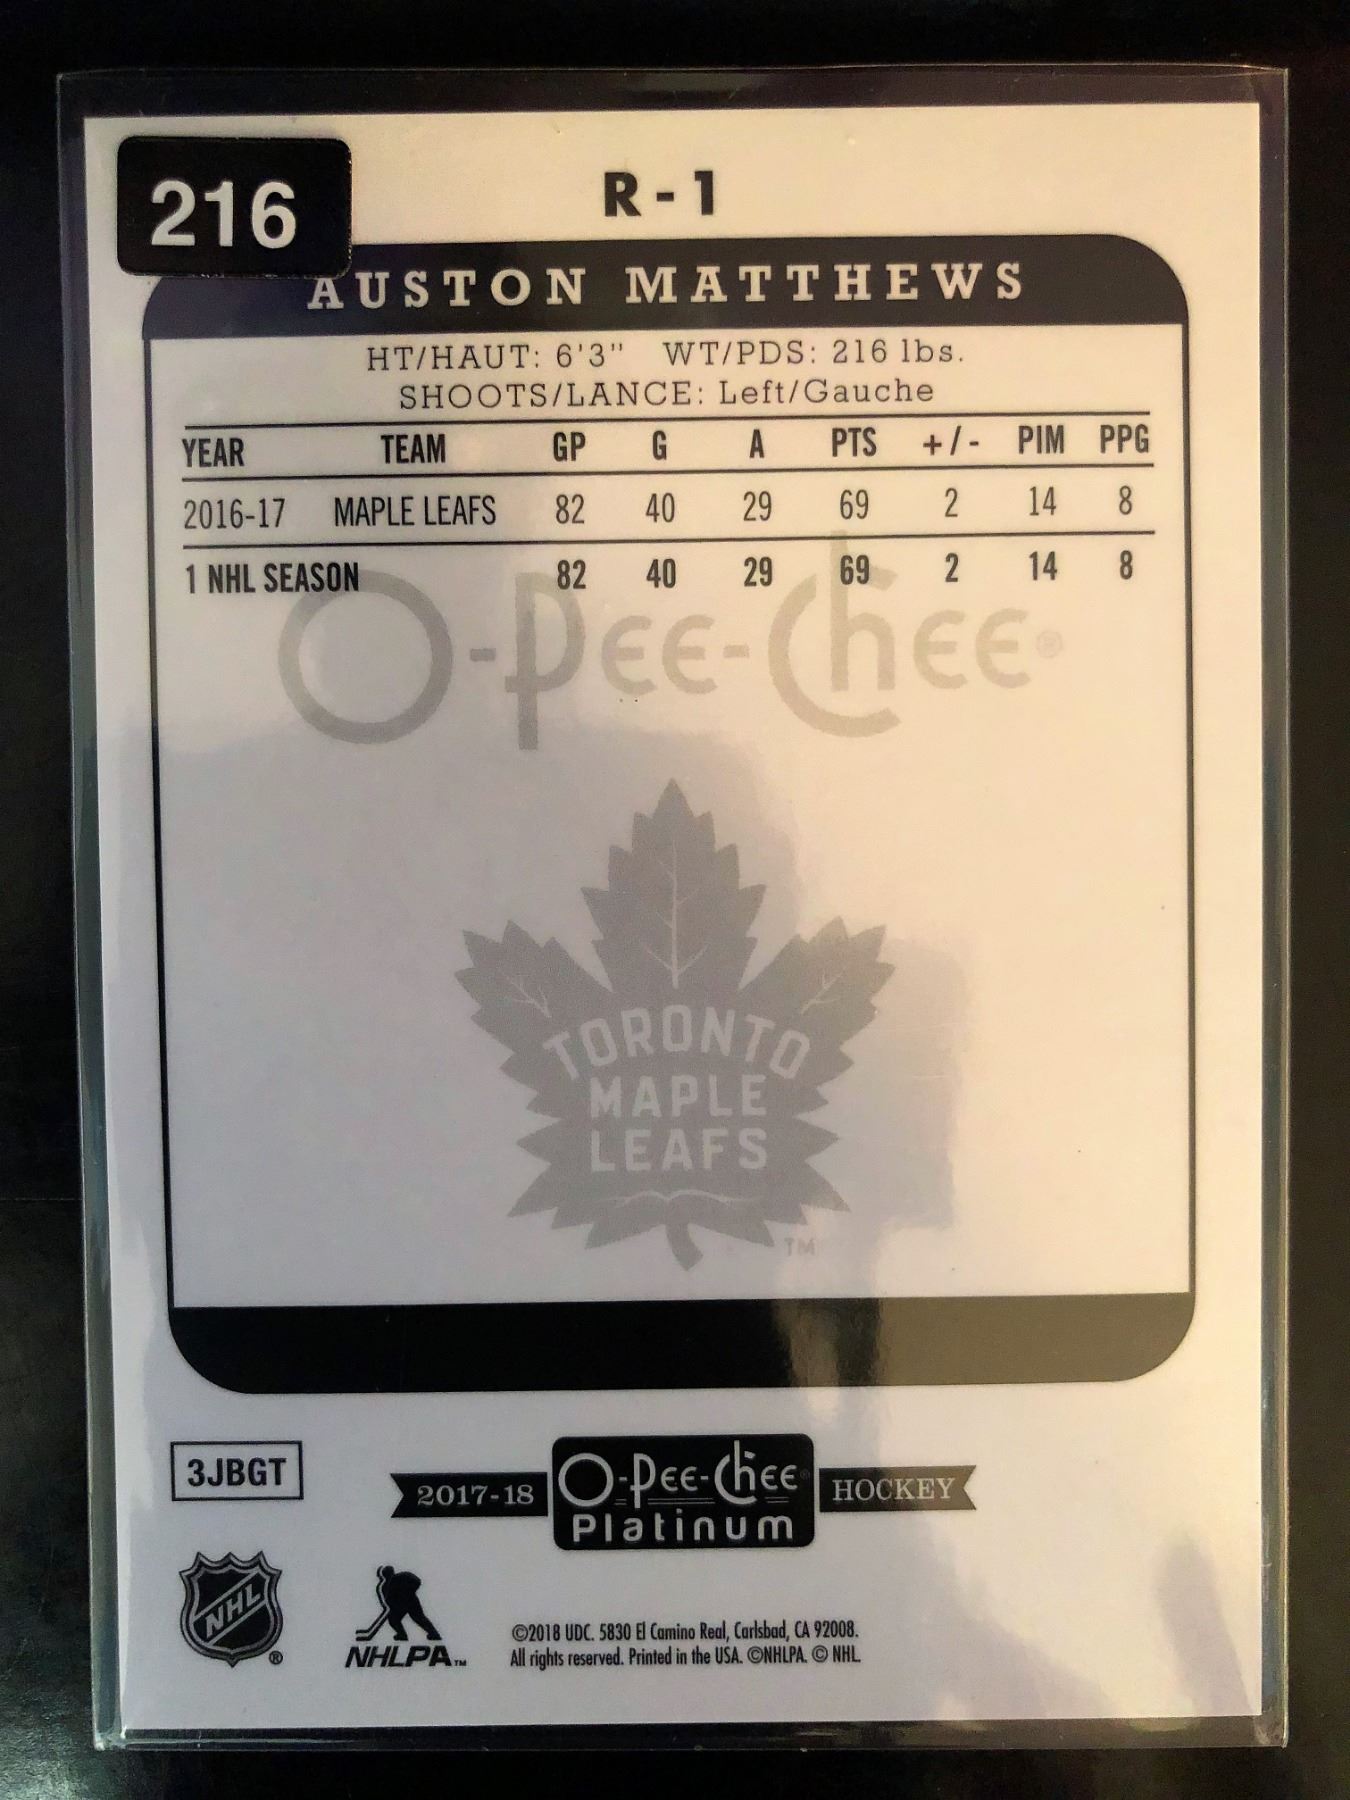 216
R-1
AUSTON MATTHEWS
HT/HAUT: 6'3" WT/PDS: 216 lbs.
SHOOTS/LANCE: Left/Gauche
YEAR TEAM GP G A PTS +/- PIM PPG
2016-17 MAPLE LEAFS 82 40 29 69 2 14 8
1 NHL SEASON 82 40 29 69 2 14 8
O-Pee-Chee®
TORONTO
MAPLE
LEAFS
TM
3JBGT
2017-18 O-Pee-Chee® HOCKEY
Platinum
NHL ®
NHLPA™
©2018 UDC. 5830 El Camino Real, Carlsbad, CA 92008.
All rights reserved. Printed in the USA. ©NHLPA. © NHL.